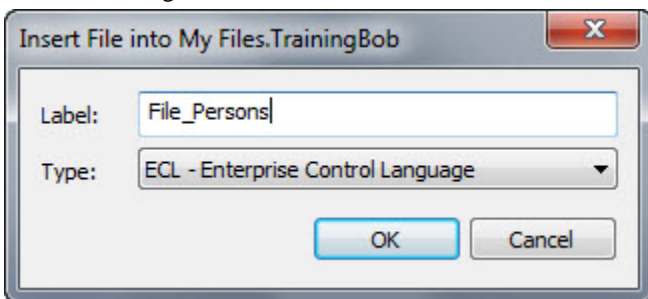 Insert File into My Files.TrainingBob
Label: File_Persons
Type: ECL - Enterprise Control Language
OK Cancel